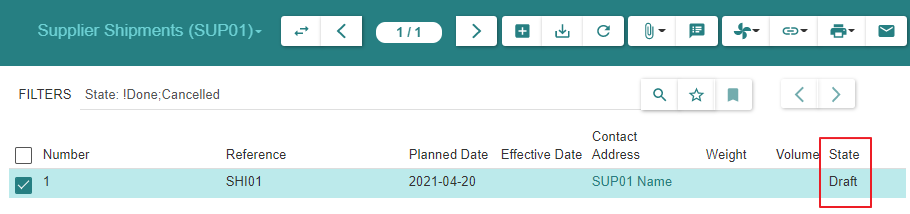 Supplier Shipments (SUP01)
1 / 1
FILTERS State: !Done;Cancelled
Number Reference Planned Date Effective Date Contact Address Weight Volume State
1 SHI01 2021-04-20 SUP01 Name Draft